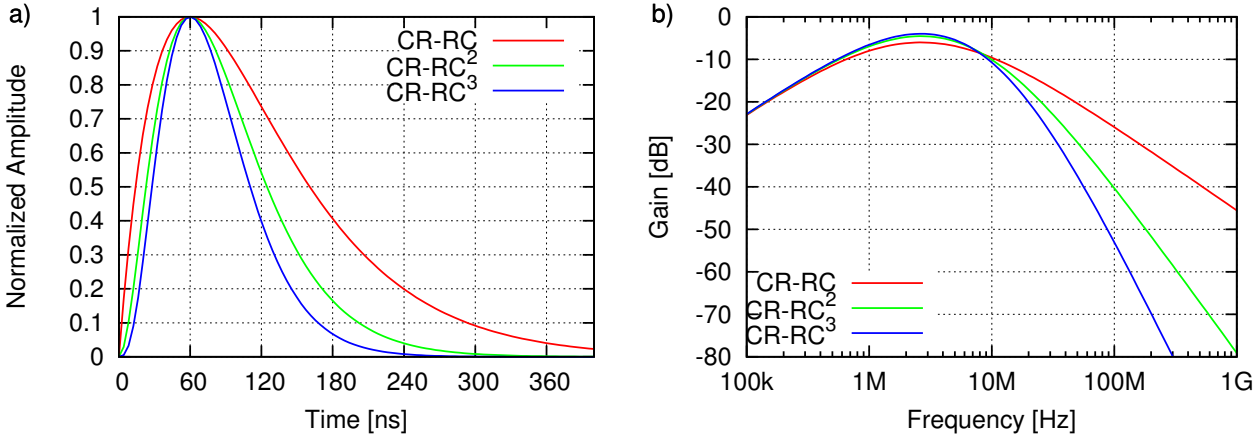 a)
Normalized Amplitude
1
0.9
0.8
0.7
0.6
0.5
0.4
0.3
0.2
0.1
0
0 60 120 180 240 300 360
Time [ns]
CR-RC
CR-RC²
CR-RC³
b)
Gain [dB]
0
-10
-20
-30
-40
-50
-60
-70
-80
100k 1M 10M 100M 1G
Frequency [Hz]
CR-RC
CR-RC²
CR-RC³